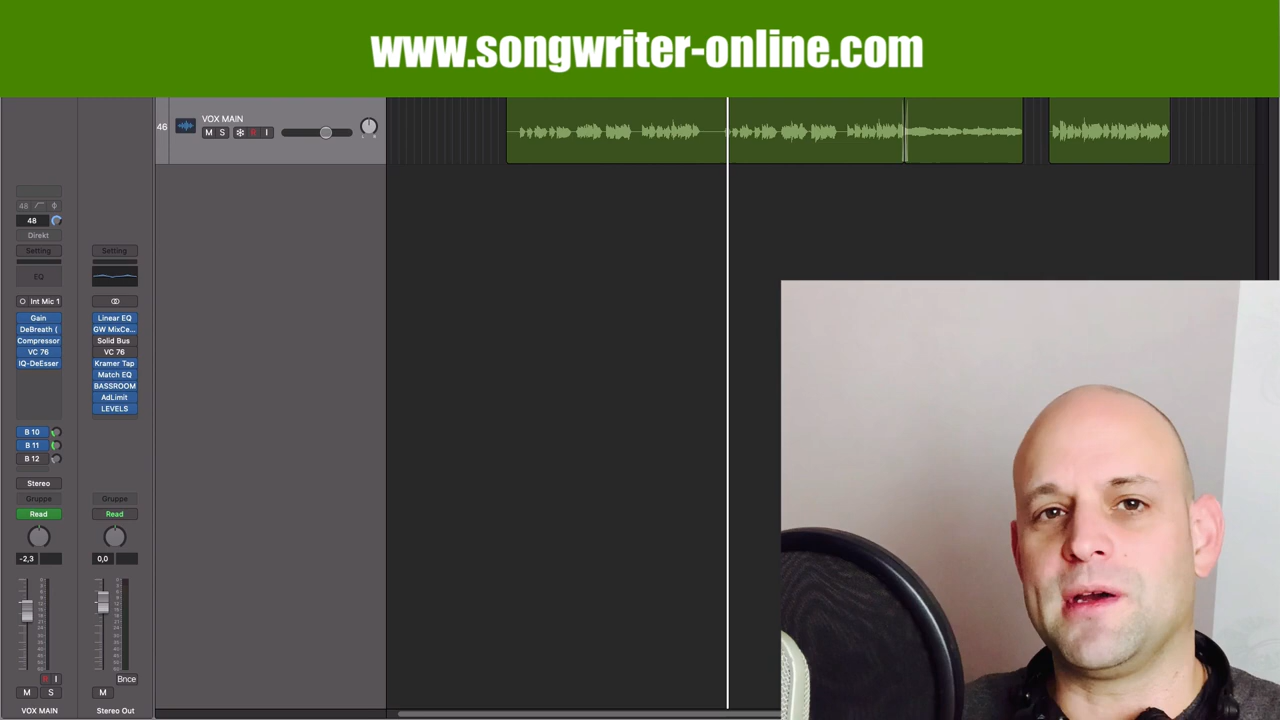 www.songwriter-online.com
46
VOX MAIN
M S R I
48
48
Direkt
Setting Setting
EQ
Int Mic 1
Gain Linear EQ
DeBreath ( GW MixCe...
Compressor Solid Bus
VC 76 VC 76
IQ-DeEsser Kramer Tap
Match EQ
BASSROOM
AdLimit
LEVELS
B 10
B 11
B 12
Stereo
Gruppe Gruppe
Read Read
-2,3 0,0
R I Bnce
M S M
VOX MAIN Stereo Out